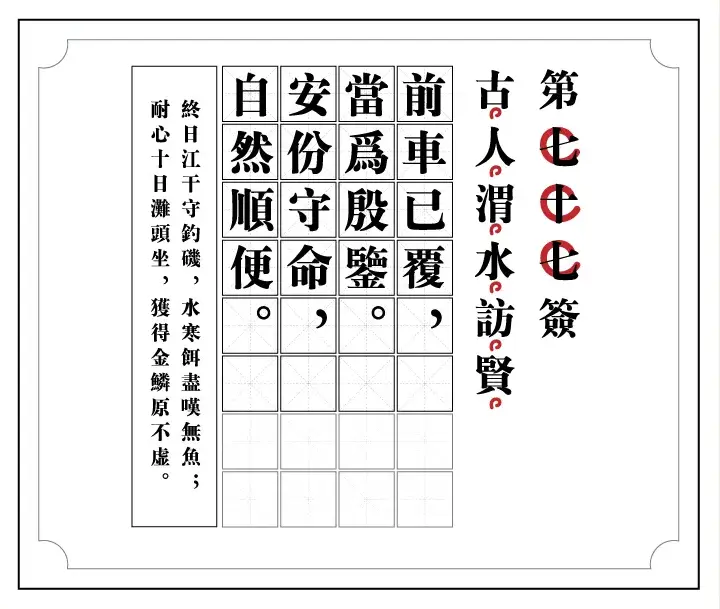 第七十七簽
古人渭水訪賢
前車已覆，
當爲殷鑒。
安份守命，
自然順便。
終日江干守釣磯，水寒餌盡嘆無魚；
耐心十日灘頭坐，獲得金鱗原不虛。